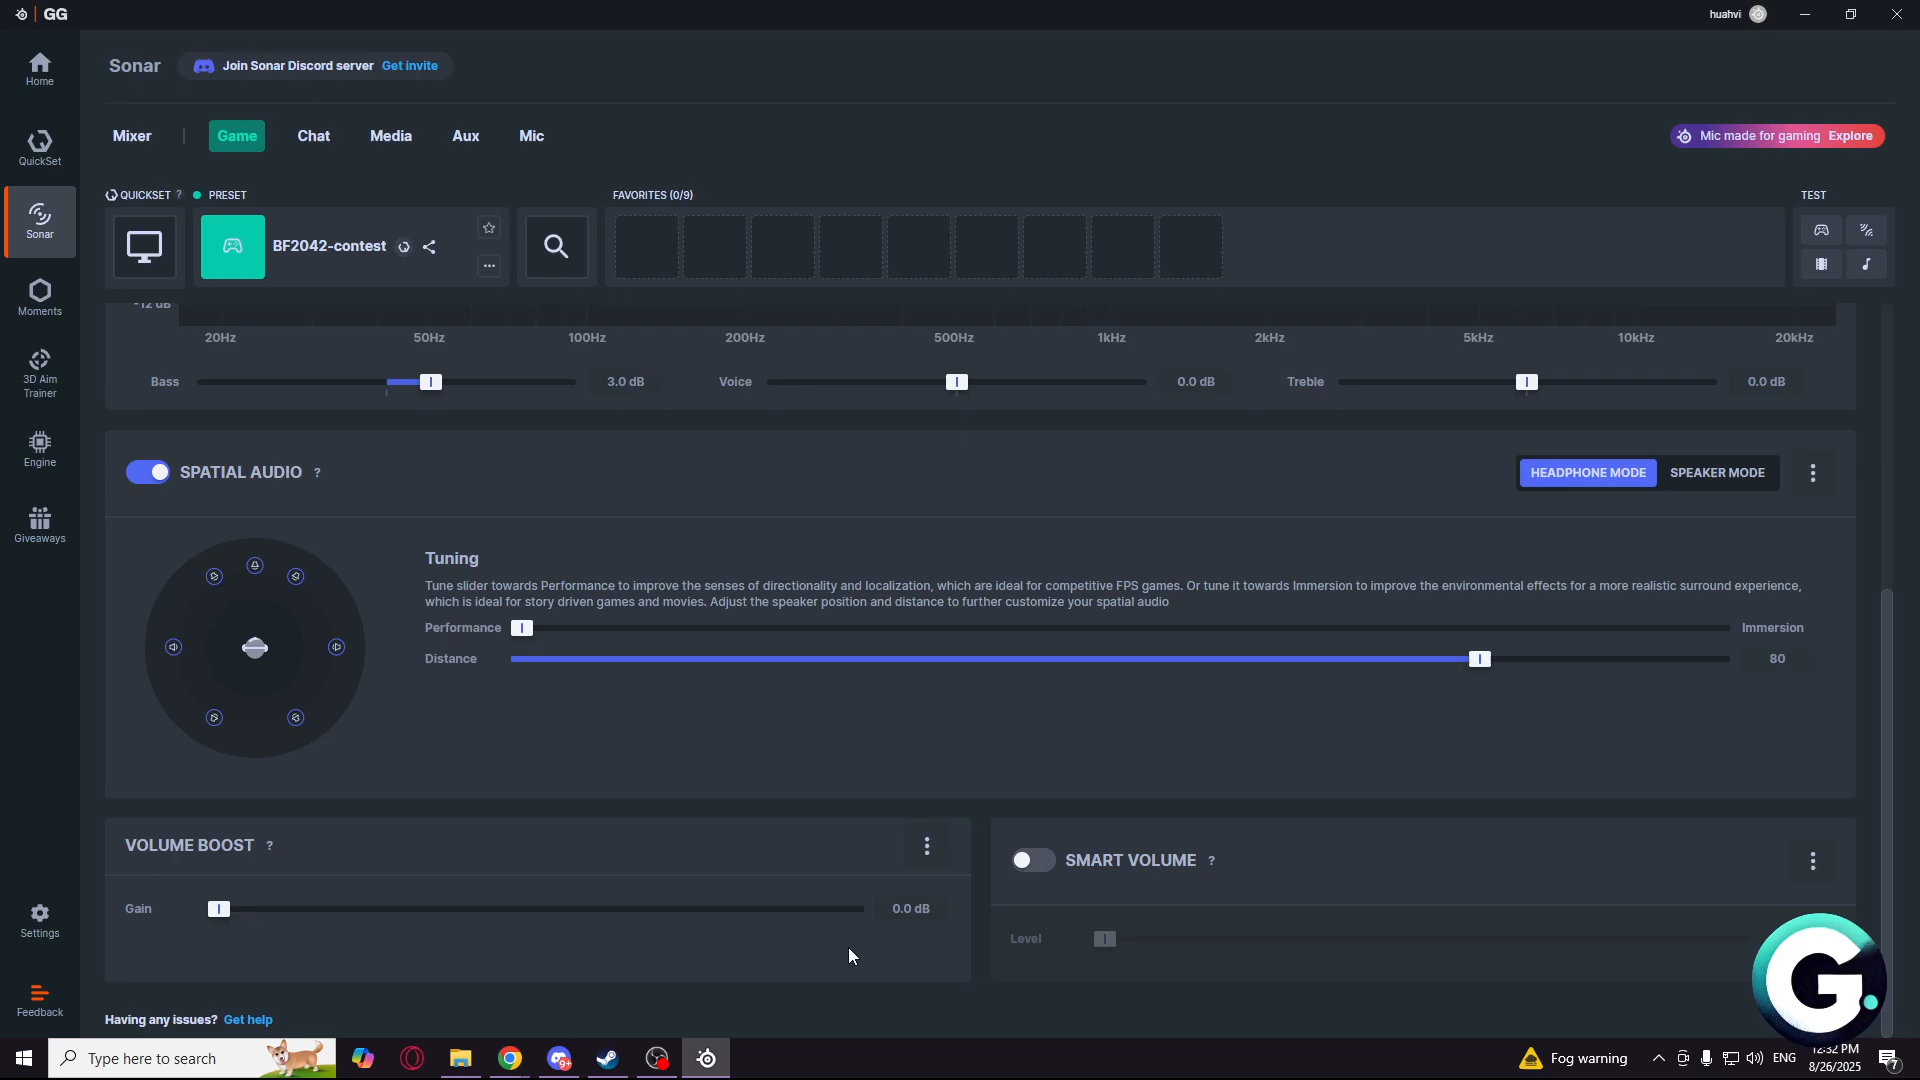 GG
huahvi
Home
QuickSet
Sonar
Moments
3D Aim
Trainer
Engine
Giveaways
Settings
Feedback
Sonar
Join Sonar Discord server Get invite
Mixer | Game Chat Media Aux Mic
Mic made for gaming Explore
QUICKSET ? PRESET
FAVORITES (0/9)
TEST
BF2042-contest
-12 dB
20Hz 50Hz 100Hz 200Hz 500Hz 1kHz 2kHz 5kHz 10kHz 20kHz
Bass 3.0 dB Voice 0.0 dB Treble 0.0 dB
SPATIAL AUDIO ?
HEADPHONE MODE SPEAKER MODE
Tuning
Tune slider towards Performance to improve the senses of directionality and localization, which are ideal for competitive FPS games. Or tune it towards Immersion to improve the environmental effects for a more realistic surround experience,
which is ideal for story driven games and movies. Adjust the speaker position and distance to further customize your spatial audio
Performance Immersion
Distance 80
VOLUME BOOST ?
Gain 0.0 dB
SMART VOLUME ?
Level
G
Having any issues? Get help
Type here to search
9+
Fog warning
ENG
12:32 PM
8/26/2025
7